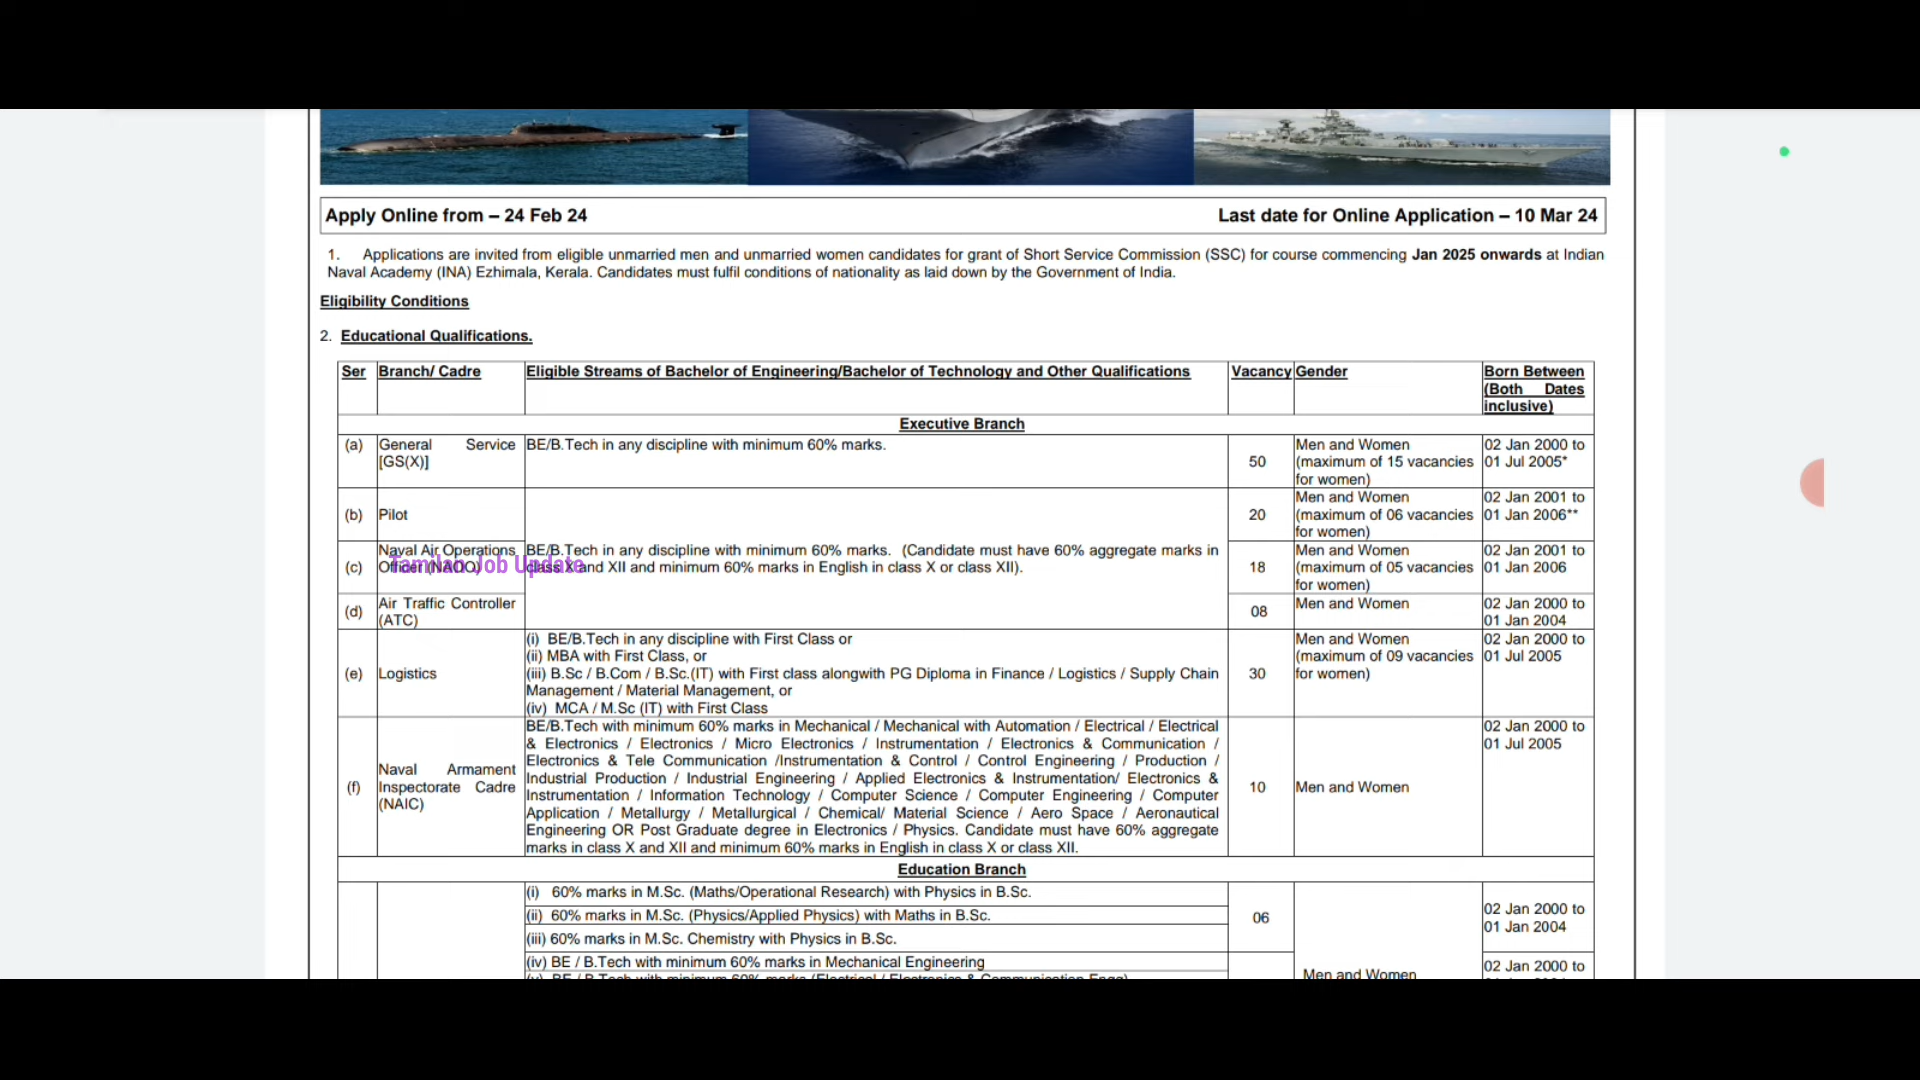 Apply Online from – 24 Feb 24 Last date for Online Application – 10 Mar 24
1. Applications are invited from eligible unmarried men and unmarried women candidates for grant of Short Service Commission (SSC) for course commencing Jan 2025 onwards at Indian
Naval Academy (INA) Ezhimala, Kerala. Candidates must fulfil conditions of nationality as laid down by the Government of India.
Eligibility Conditions
2. Educational Qualifications.
Ser Branch/ Cadre Eligible Streams of Bachelor of Engineering/Bachelor of Technology and Other Qualifications Vacancy Gender Born Between
(Both Dates
inclusive)
Executive Branch
(a) General Service BE/B.Tech in any discipline with minimum 60% marks. Men and Women 02 Jan 2000 to
[GS(X)] 50 (maximum of 15 vacancies 01 Jul 2005*
for women)
Men and Women 02 Jan 2001 to
(b) Pilot 20 (maximum of 06 vacancies 01 Jan 2006**
for women)
Naval Air Operations BE/B.Tech in any discipline with minimum 60% marks. (Candidate must have 60% aggregate marks in Men and Women 02 Jan 2001 to
(c) Officer (NAOO) class X and XII and minimum 60% marks in English in class X or class XII). 18 (maximum of 05 vacancies 01 Jan 2006
Tamilan Job Update
for women)
(d) Air Traffic Controller 08 Men and Women 02 Jan 2000 to
(ATC) 01 Jan 2004
(i) BE/B.Tech in any discipline with First Class or Men and Women 02 Jan 2000 to
(ii) MBA with First Class, or (maximum of 09 vacancies 01 Jul 2005
(e) Logistics (iii) B.Sc / B.Com / B.Sc.(IT) with First class alongwith PG Diploma in Finance / Logistics / Supply Chain 30 for women)
Management / Material Management, or
(iv) MCA / M.Sc (IT) with First Class
BE/B.Tech with minimum 60% marks in Mechanical / Mechanical with Automation / Electrical / Electrical 02 Jan 2000 to
& Electronics / Electronics / Micro Electronics / Instrumentation / Electronics & Communication / 01 Jul 2005
Electronics & Tele Communication /Instrumentation & Control / Control Engineering / Production /
Naval Armament Industrial Production / Industrial Engineering / Applied Electronics & Instrumentation/ Electronics &
(f) Inspectorate Cadre Instrumentation / Information Technology / Computer Science / Computer Engineering / Computer 10 Men and Women
(NAIC) Application / Metallurgy / Metallurgical / Chemical/ Material Science / Aero Space / Aeronautical
Engineering OR Post Graduate degree in Electronics / Physics. Candidate must have 60% aggregate
marks in class X and XII and minimum 60% marks in English in class X or class XII.
Education Branch
(i) 60% marks in M.Sc. (Maths/Operational Research) with Physics in B.Sc.
(ii) 60% marks in M.Sc. (Physics/Applied Physics) with Maths in B.Sc. 06 02 Jan 2000 to
(iii) 60% marks in M.Sc. Chemistry with Physics in B.Sc. 01 Jan 2004
(iv) BE / B.Tech with minimum 60% marks in Mechanical Engineering 02 Jan 2000 to
(v) BE / B.Tech with minimum 60% marks (Electrical / Electronics & Communication Engg) Men and Women